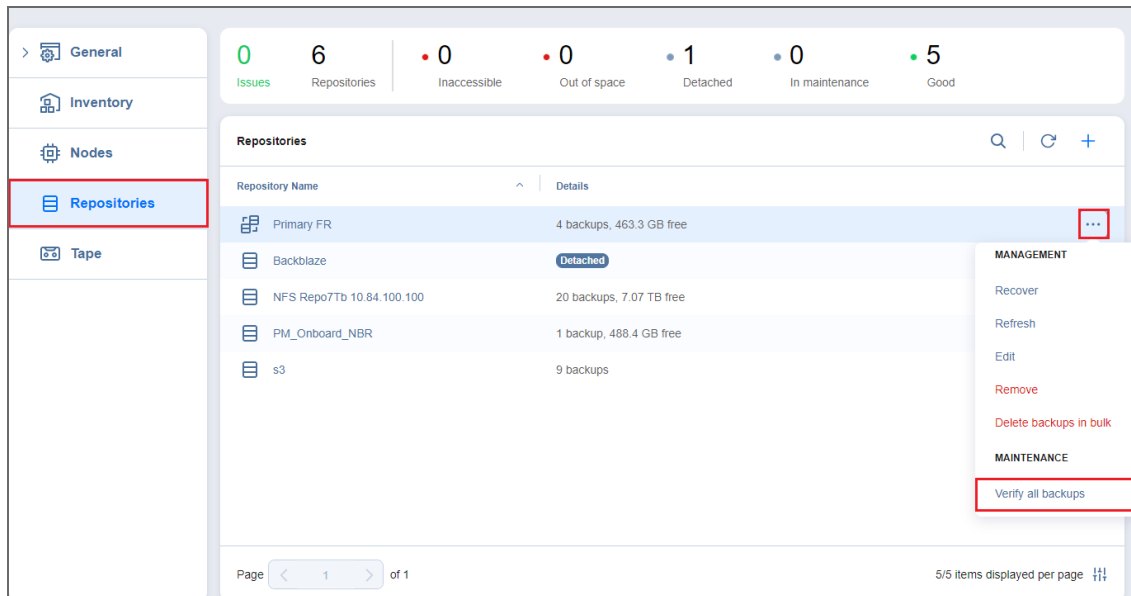 General
Inventory
Nodes
Repositories
Tape
0 6 0 0 1 0 5
Issues Repositories Inaccessible Out of space Detached In maintenance Good
Repositories
Repository Name Details
Primary FR 4 backups, 463.3 GB free
Backblaze Detached
NFS Repo7Tb 10.84.100.100 20 backups, 7.07 TB free
PM_Onboard_NBR 1 backup, 488.4 GB free
s3 9 backups
MANAGEMENT
Recover
Refresh
Edit
Remove
Delete backups in bulk
MAINTENANCE
Verify all backups
Page 1 of 1 5/5 items displayed per page